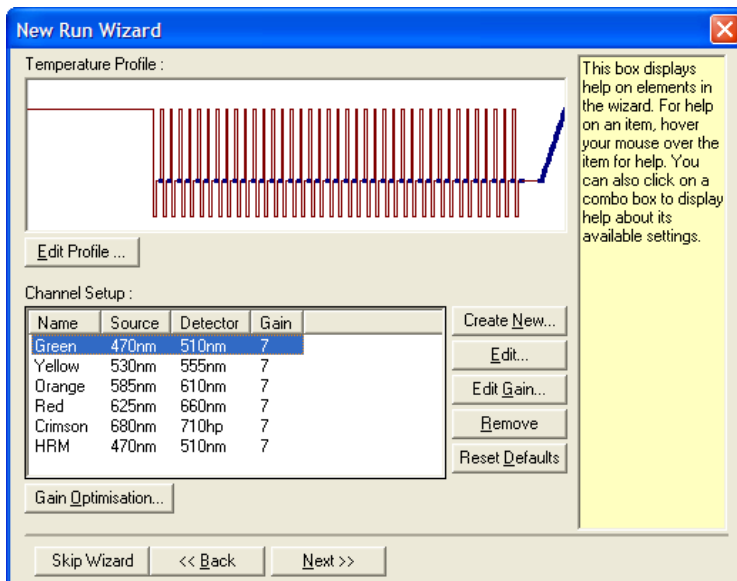 New Run Wizard
Temperature Profile :
This box displays
help on elements in
the wizard. For help
on an item, hover
your mouse over the
item for help. You
can also click on a
combo box to display
help about its
available settings.
Edit Profile ...
Channel Setup :
Name Source Detector Gain
Green 470nm 510nm 7
Yellow 530nm 555nm 7
Orange 585nm 610nm 7
Red 625nm 660nm 7
Crimson 680nm 710hp 7
HRM 470nm 510nm 7
Create New...
Edit...
Edit Gain...
Remove
Reset Defaults
Gain Optimisation...
Skip Wizard << Back Next >>